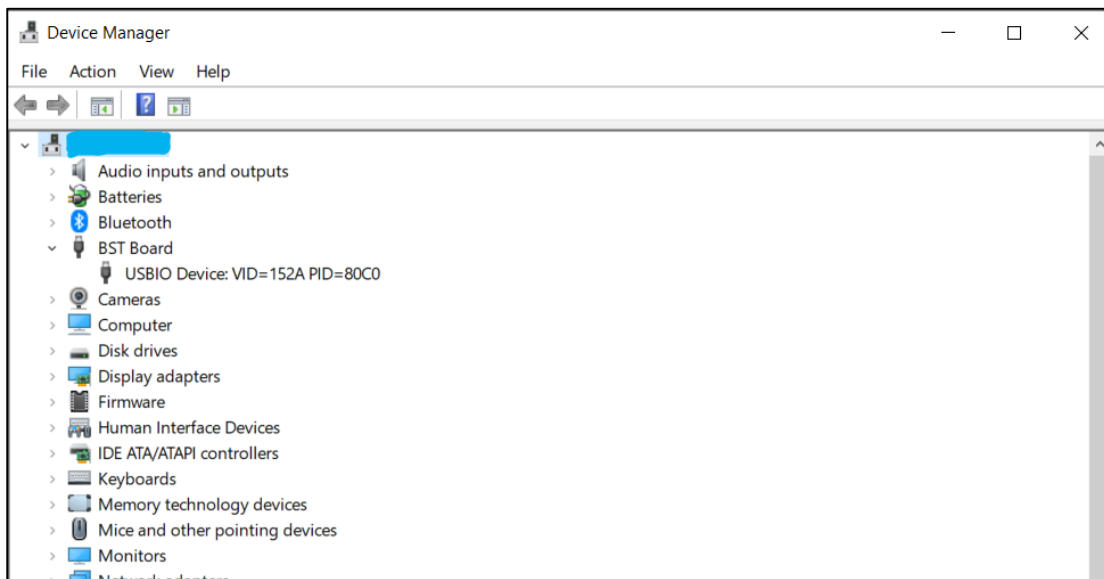 Device Manager
File Action View Help
Audio inputs and outputs
Batteries
Bluetooth
BST Board
USBIO Device: VID=152A PID=80C0
Cameras
Computer
Disk drives
Display adapters
Firmware
Human Interface Devices
IDE ATA/ATAPI controllers
Keyboards
Memory technology devices
Mice and other pointing devices
Monitors
Network adapters